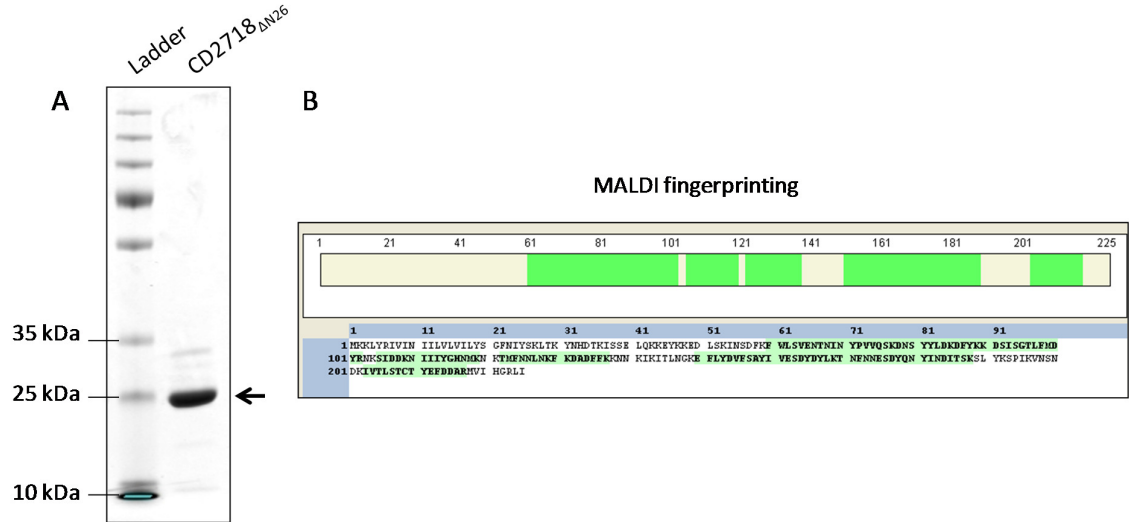 Ladder
CD2718ΔN26
A
B
35 kDa
25 kDa
10 kDa
MALDI fingerprinting
1 21 41 61 81 101 121 141 161 181 201 225
1 11 21 31 41 51 61 71 81 91
1 MKKLYRIVIN IILVLVILYS GFNIYSKLTK YNHDTKISSE LQKKEYKKED LSKINSDFKF WLSVENTNIN YPVVQSKDNS YYLDKDFYKK DSISGTLFMD
101 YRNKSIDDKN IIIYGHNMKN KTMFNNLNKF KDADFFKKNN KIKITLNGKE FLYDVFSAYI VESDYDYLKT NFNNESDYQN YINDITSKSL YKSPIKVNSN
201 DKIVTLSTCT YEFDDARMVI HGRLI